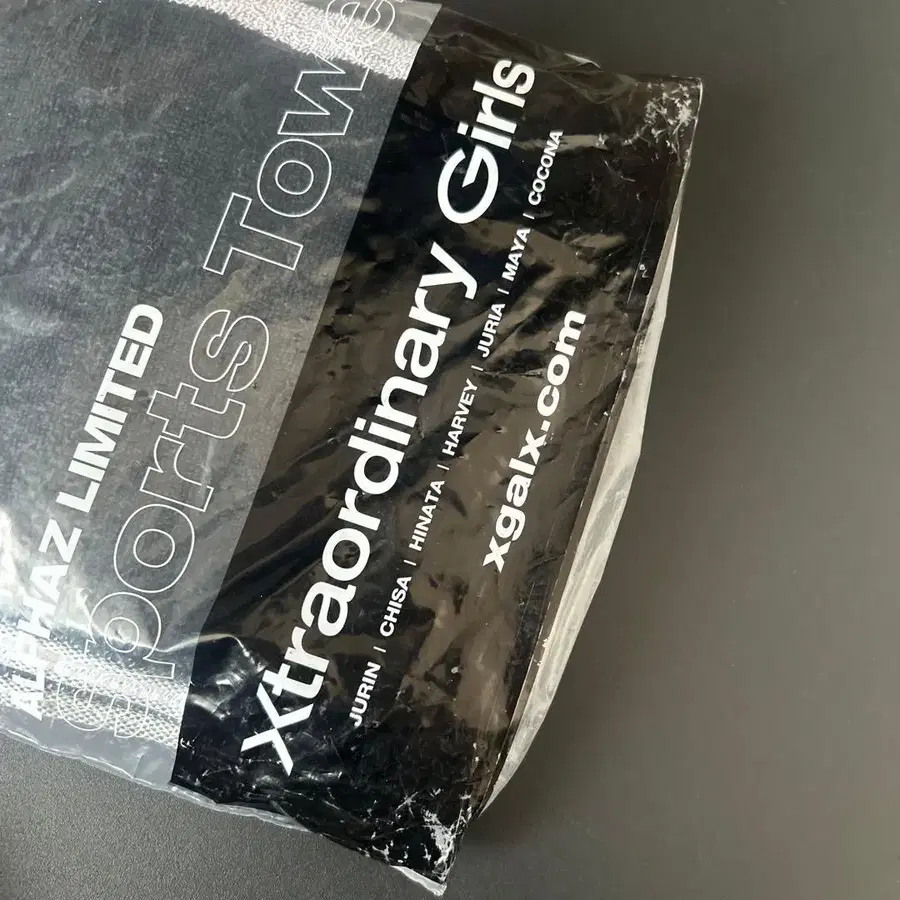 ALPHAZ LIMITED
Sports Towel
Xtraordinary Girls
JURIN | CHISA | HINATA | HARVEY | JURIA | MAYA | COCONA
xgalx.com